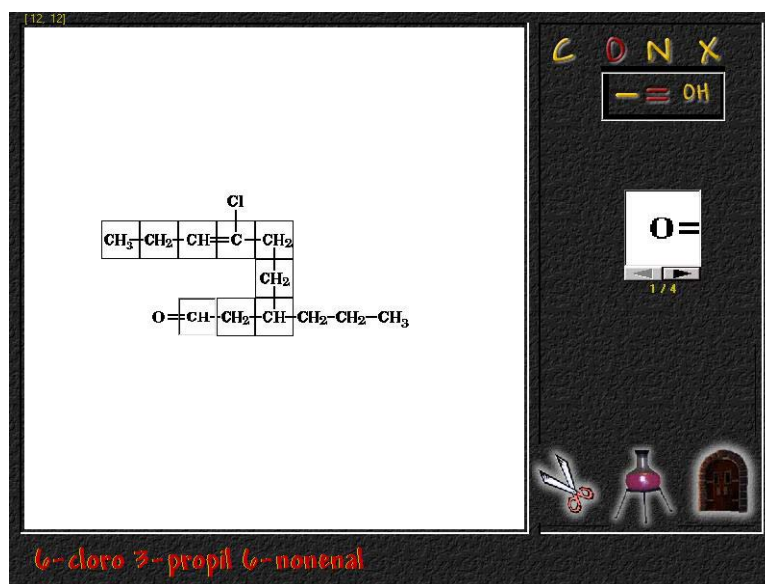 [12, 12]
C O N X
OH
Cl
CH3-CH2-CH=C-CH2
CH2
O=CH-CH2-CH-CH2-CH2-CH3
O=
1 / 4
6-cloro 3-propil 6-nonenal